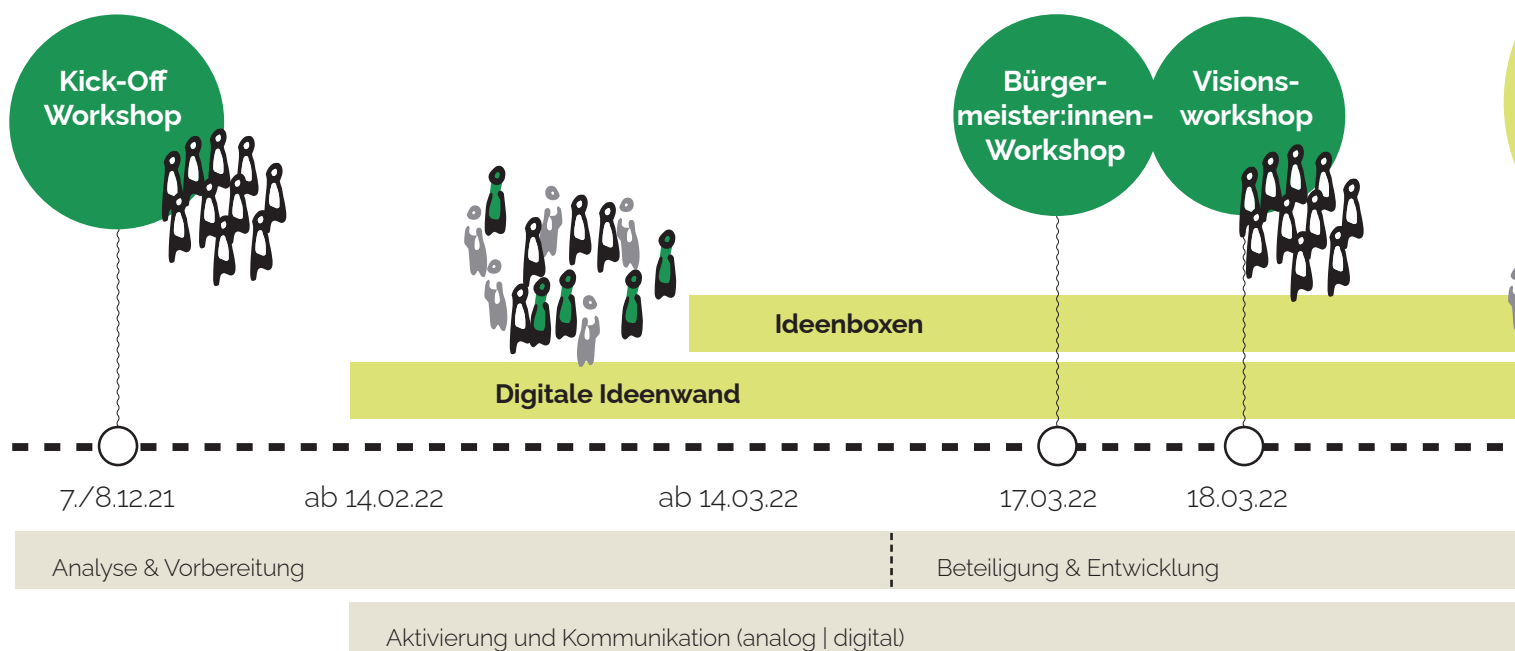 Kick-Off
Workshop
Bürger-
meister:innen-
Workshop
Visions-
workshop
Ideenboxen
Digitale Ideenwand
7./8.12.21
ab 14.02.22
ab 14.03.22
17.03.22
18.03.22
Analyse & Vorbereitung
Beteiligung & Entwicklung
Aktivierung und Kommunikation (analog | digital)